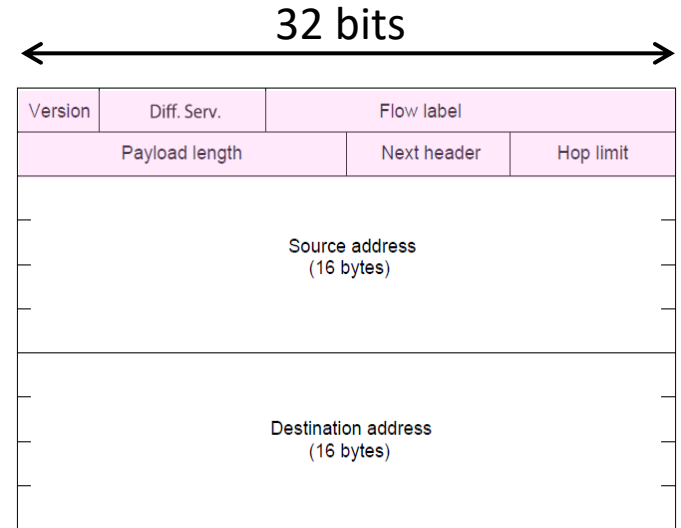 32 bits
Version Diff. Serv. Flow label
Payload length Next header Hop limit
Source address
(16 bytes)
Destination address
(16 bytes)